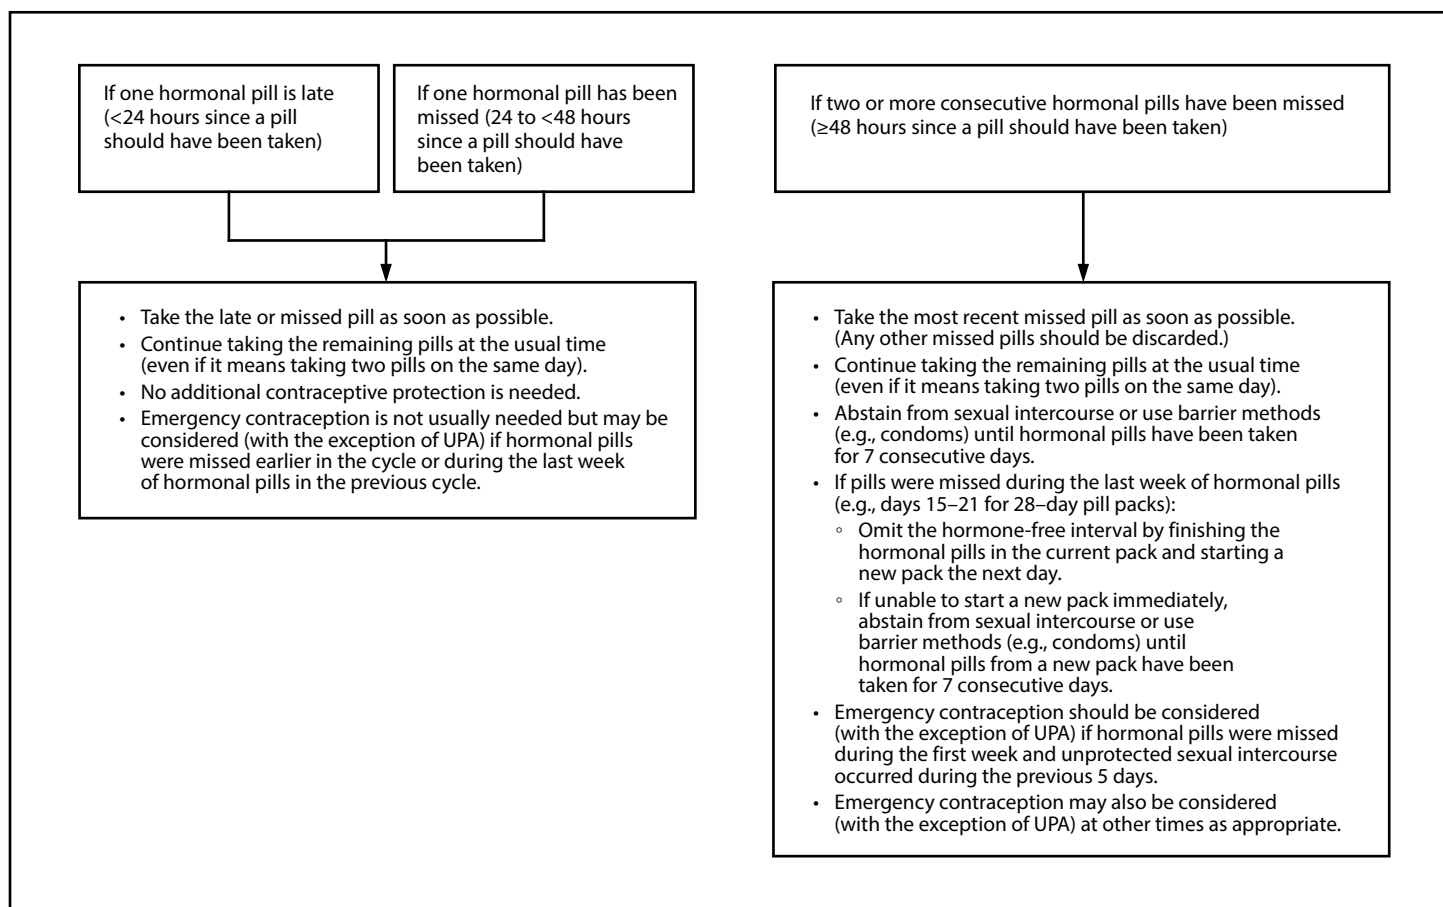 If one hormonal pill is late
(<24 hours since a pill
should have been taken)
If one hormonal pill has been
missed (24 to <48 hours
since a pill should have
been taken)
If two or more consecutive hormonal pills have been missed
(≥48 hours since a pill should have been taken)
• Take the late or missed pill as soon as possible.
• Continue taking the remaining pills at the usual time
(even if it means taking two pills on the same day).
• No additional contraceptive protection is needed.
• Emergency contraception is not usually needed but may be
considered (with the exception of UPA) if hormonal pills
were missed earlier in the cycle or during the last week
of hormonal pills in the previous cycle.
• Take the most recent missed pill as soon as possible.
(Any other missed pills should be discarded.)
• Continue taking the remaining pills at the usual time
(even if it means taking two pills on the same day).
• Abstain from sexual intercourse or use barrier methods
(e.g., condoms) until hormonal pills have been taken
for 7 consecutive days.
• If pills were missed during the last week of hormonal pills
(e.g., days 15–21 for 28–day pill packs):
◦ Omit the hormone-free interval by finishing the
hormonal pills in the current pack and starting a
new pack the next day.
◦ If unable to start a new pack immediately,
abstain from sexual intercourse or use
barrier methods (e.g., condoms) until
hormonal pills from a new pack have been
taken for 7 consecutive days.
• Emergency contraception should be considered
(with the exception of UPA) if hormonal pills were missed
during the first week and unprotected sexual intercourse
occurred during the previous 5 days.
• Emergency contraception may also be considered
(with the exception of UPA) at other times as appropriate.